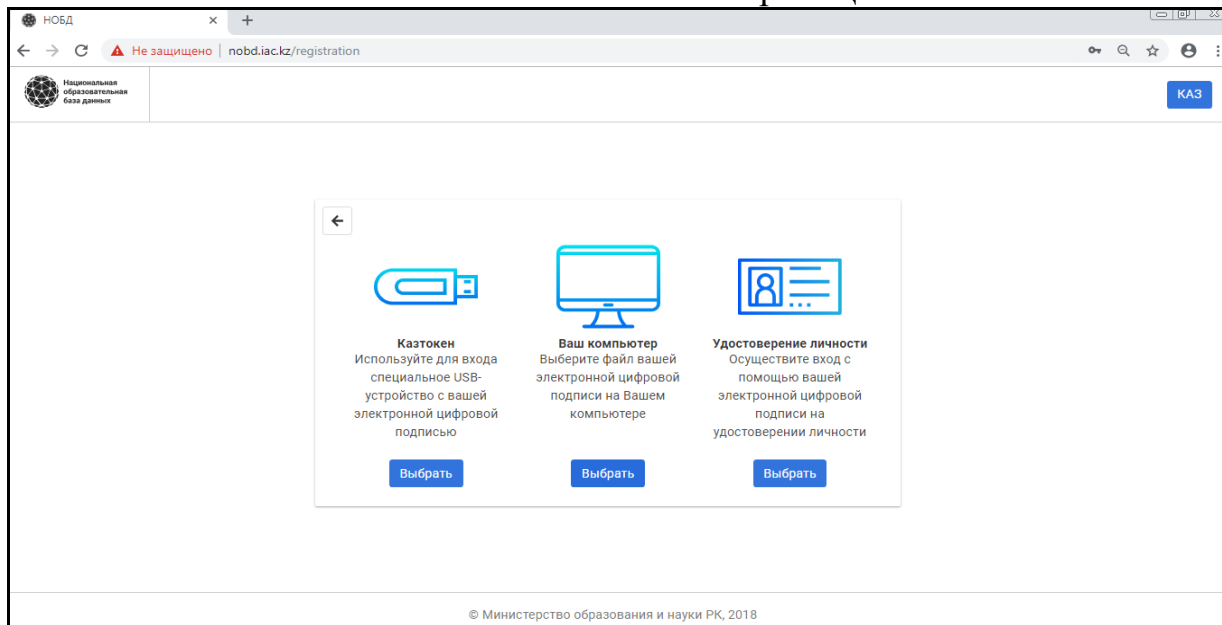 НОБД
Не защищено | nobd.iac.kz/registration
Национальная
образовательная
база данных
КАЗ
Казтокен
Используйте для входа
специальное USB-
устройство с вашей
электронной цифровой
подписью
Выбрать
Ваш компьютер
Выберите файл вашей
электронной цифровой
подписи на Вашем
компьютере
Выбрать
Удостоверение личности
Осуществите вход с
помощью вашей
электронной цифровой
подписи на
удостоверении личности
Выбрать
© Министерство образования и науки РК, 2018